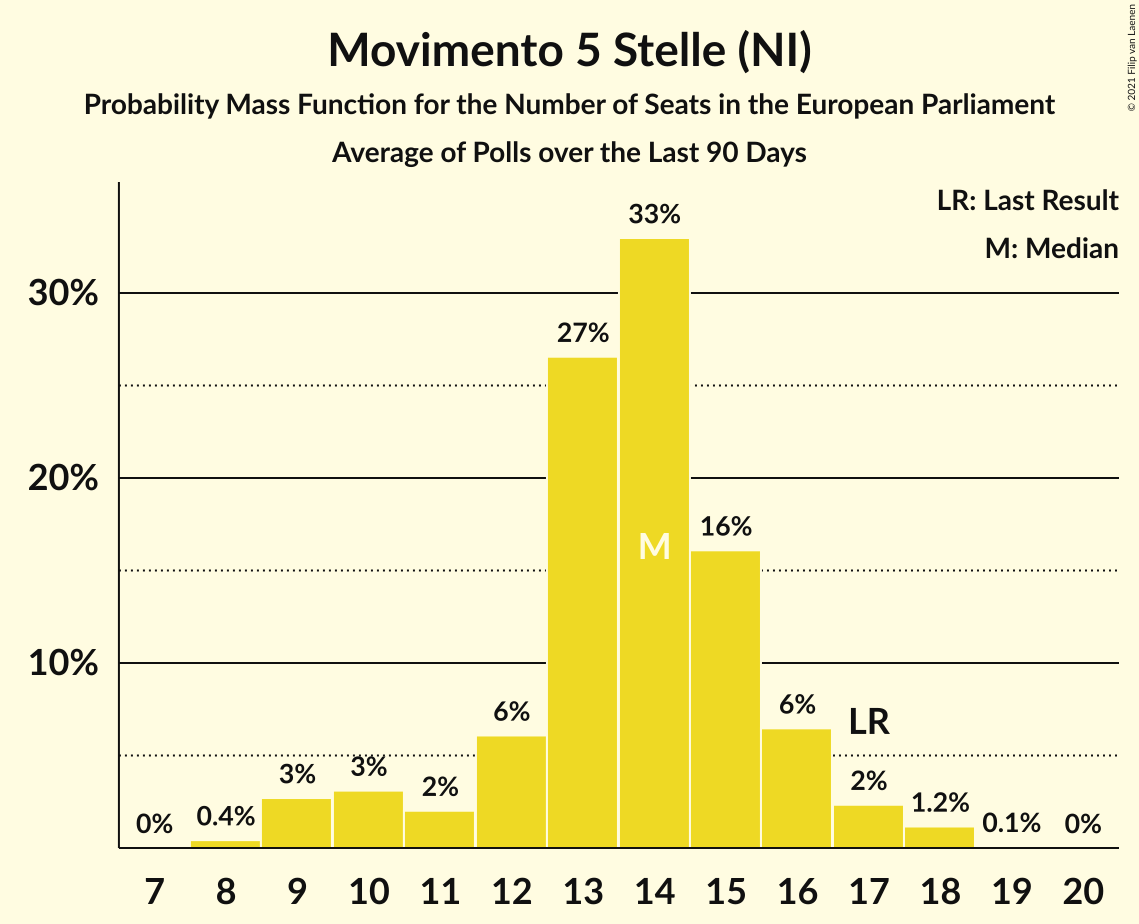 Movimento 5 Stelle (NI)
Probability Mass Function for the Number of Seats in the European Parliament
Average of Polls over the Last 90 Days
© 2021 Filip van Laenen
LR: Last Result
M: Median
30%
20%
10%
0%
0.4%
3%
3%
2%
6%
27%
33%
M
16%
6%
LR
2%
1.2%
0.1%
0%
7 8 9 10 11 12 13 14 15 16 17 18 19 20